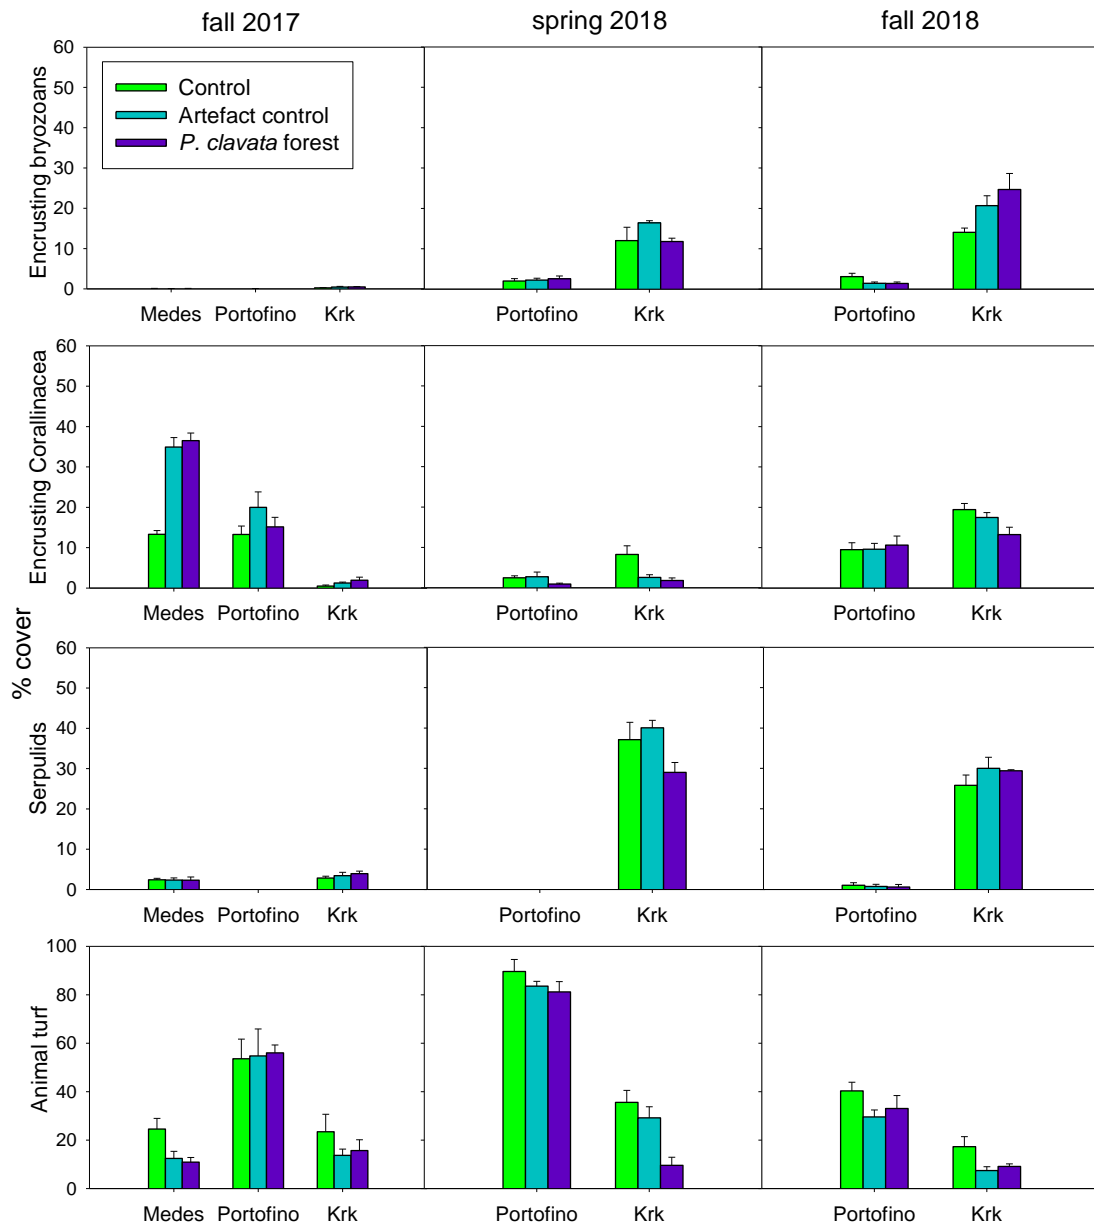 fall 2017 spring 2018 fall 2018
Encrusting bryozoans
60
50
40
30
20
10
0
Control
Artefact control
P. clavata forest
Medes Portofino Krk Portofino Krk Portofino Krk
Encrusting Corallinacea
60
50
40
30
20
10
0
Medes Portofino Krk Portofino Krk Portofino Krk
% cover
Serpulids
60
50
40
30
20
10
0
Medes Portofino Krk Portofino Krk Portofino Krk
Animal turf
100
80
60
40
20
0
Medes Portofino Krk Portofino Krk Portofino Krk